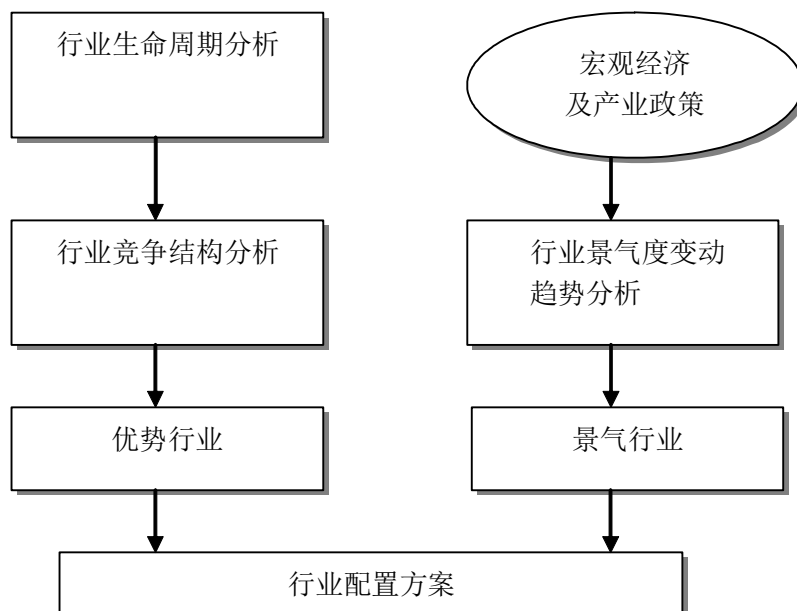 行业生命周期分析
宏观经济
及产业政策
行业竞争结构分析
行业景气度变动
趋势分析
优势行业
景气行业
行业配置方案